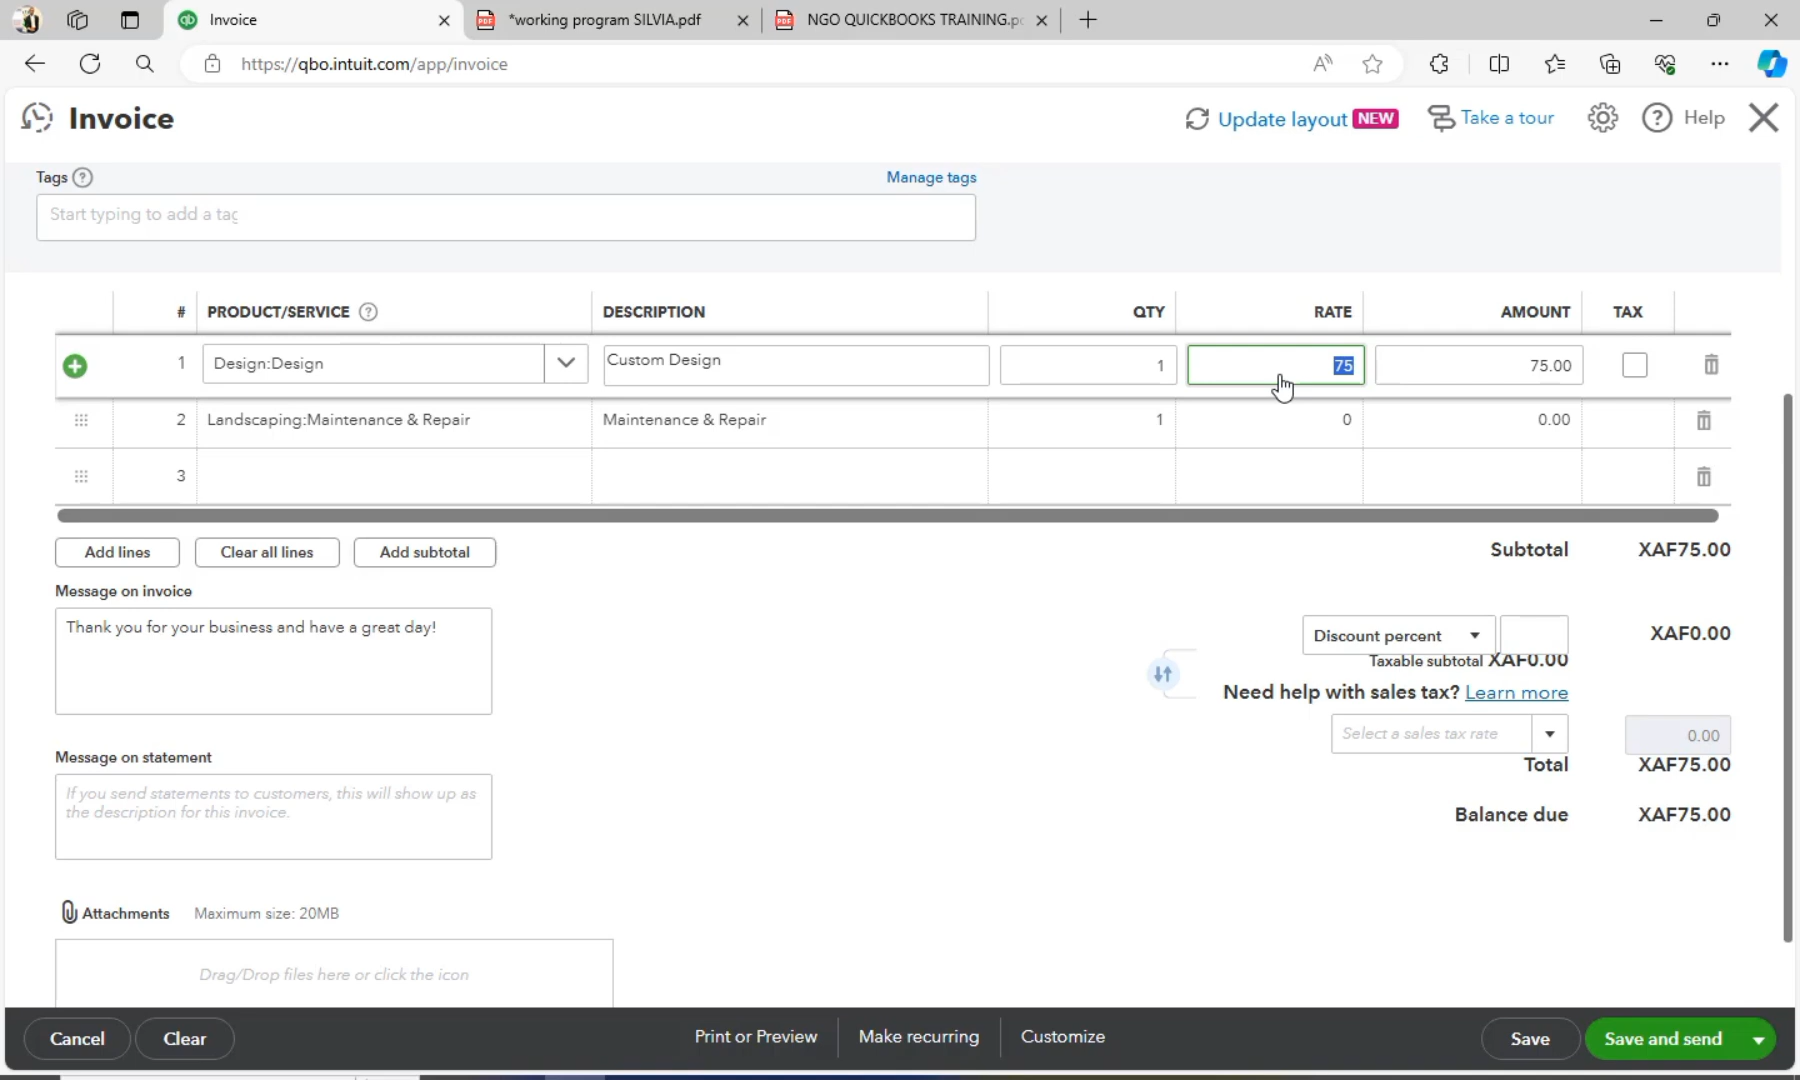 Invoice
*working program SILVIA.pdf
NGO QUICKBOOKS TRAINING.p
https://qbo.intuit.com/app/invoice
Invoice
Update layout NEW
Take a tour
Help
Tags
Manage tags
Start typing to add a tag
# PRODUCT/SERVICE DESCRIPTION QTY RATE AMOUNT TAX
1 Design:Design Custom Design 1 75 75.00
2 Landscaping:Maintenance & Repair Maintenance & Repair 1 0 0.00
3
Add lines Clear all lines Add subtotal
Subtotal XAF75.00
Message on invoice
Thank you for your business and have a great day!
Discount percent XAF0.00
Taxable subtotal XAF0.00
Need help with sales tax? Learn more
Select a sales tax rate 0.00
Total XAF75.00
Message on statement
If you send statements to customers, this will show up as
the description for this invoice.
Balance due XAF75.00
Attachments Maximum size: 20MB
Drag/Drop files here or click the icon
Cancel Clear Print or Preview Make recurring Customize Save Save and send